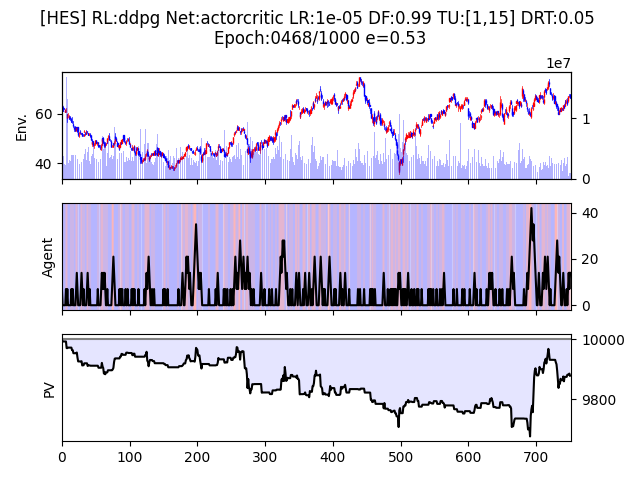 [HES] RL:ddpg Net:actorcritic LR:1e-05 DF:0.99 TU:[1,15] DRT:0.05
Epoch:0468/1000 e=0.53
1e7
Env.
60
40
1
0
Agent
40
20
0
PV
10000
9800
0 100 200 300 400 500 600 700